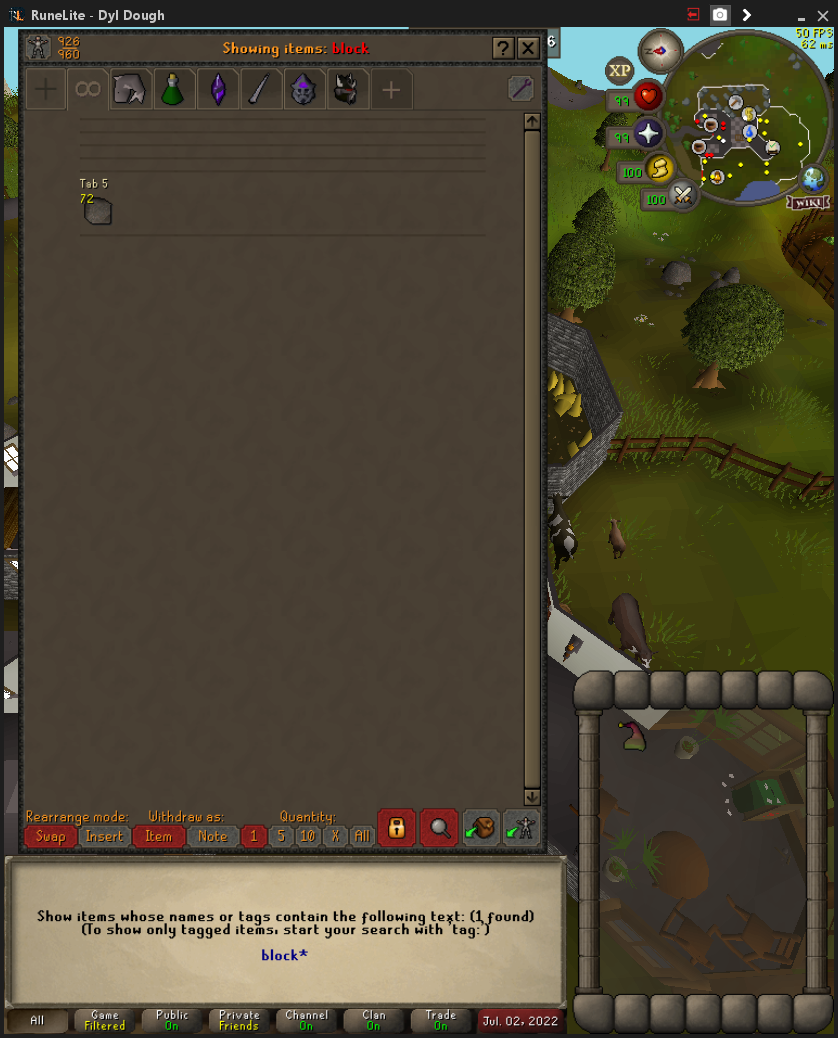 RuneLite - Dyl Dough
926
960
Showing items: block
?
6
50 FPS
62 ms
XP
99
99
100
100
WIKI
Tab 5
72
Rearrange mode:
Withdraw as:
Quantity:
Swap
Insert
Item
Note
1
5
10
X
All
Show items whose names or tags contain the following text: (1 found)
(To show only tagged items, start your search with 'tag:')
block*
All
Game
Filtered
Public
On
Private
Friends
Channel
On
Clan
On
Trade
On
Jul. 02, 2022